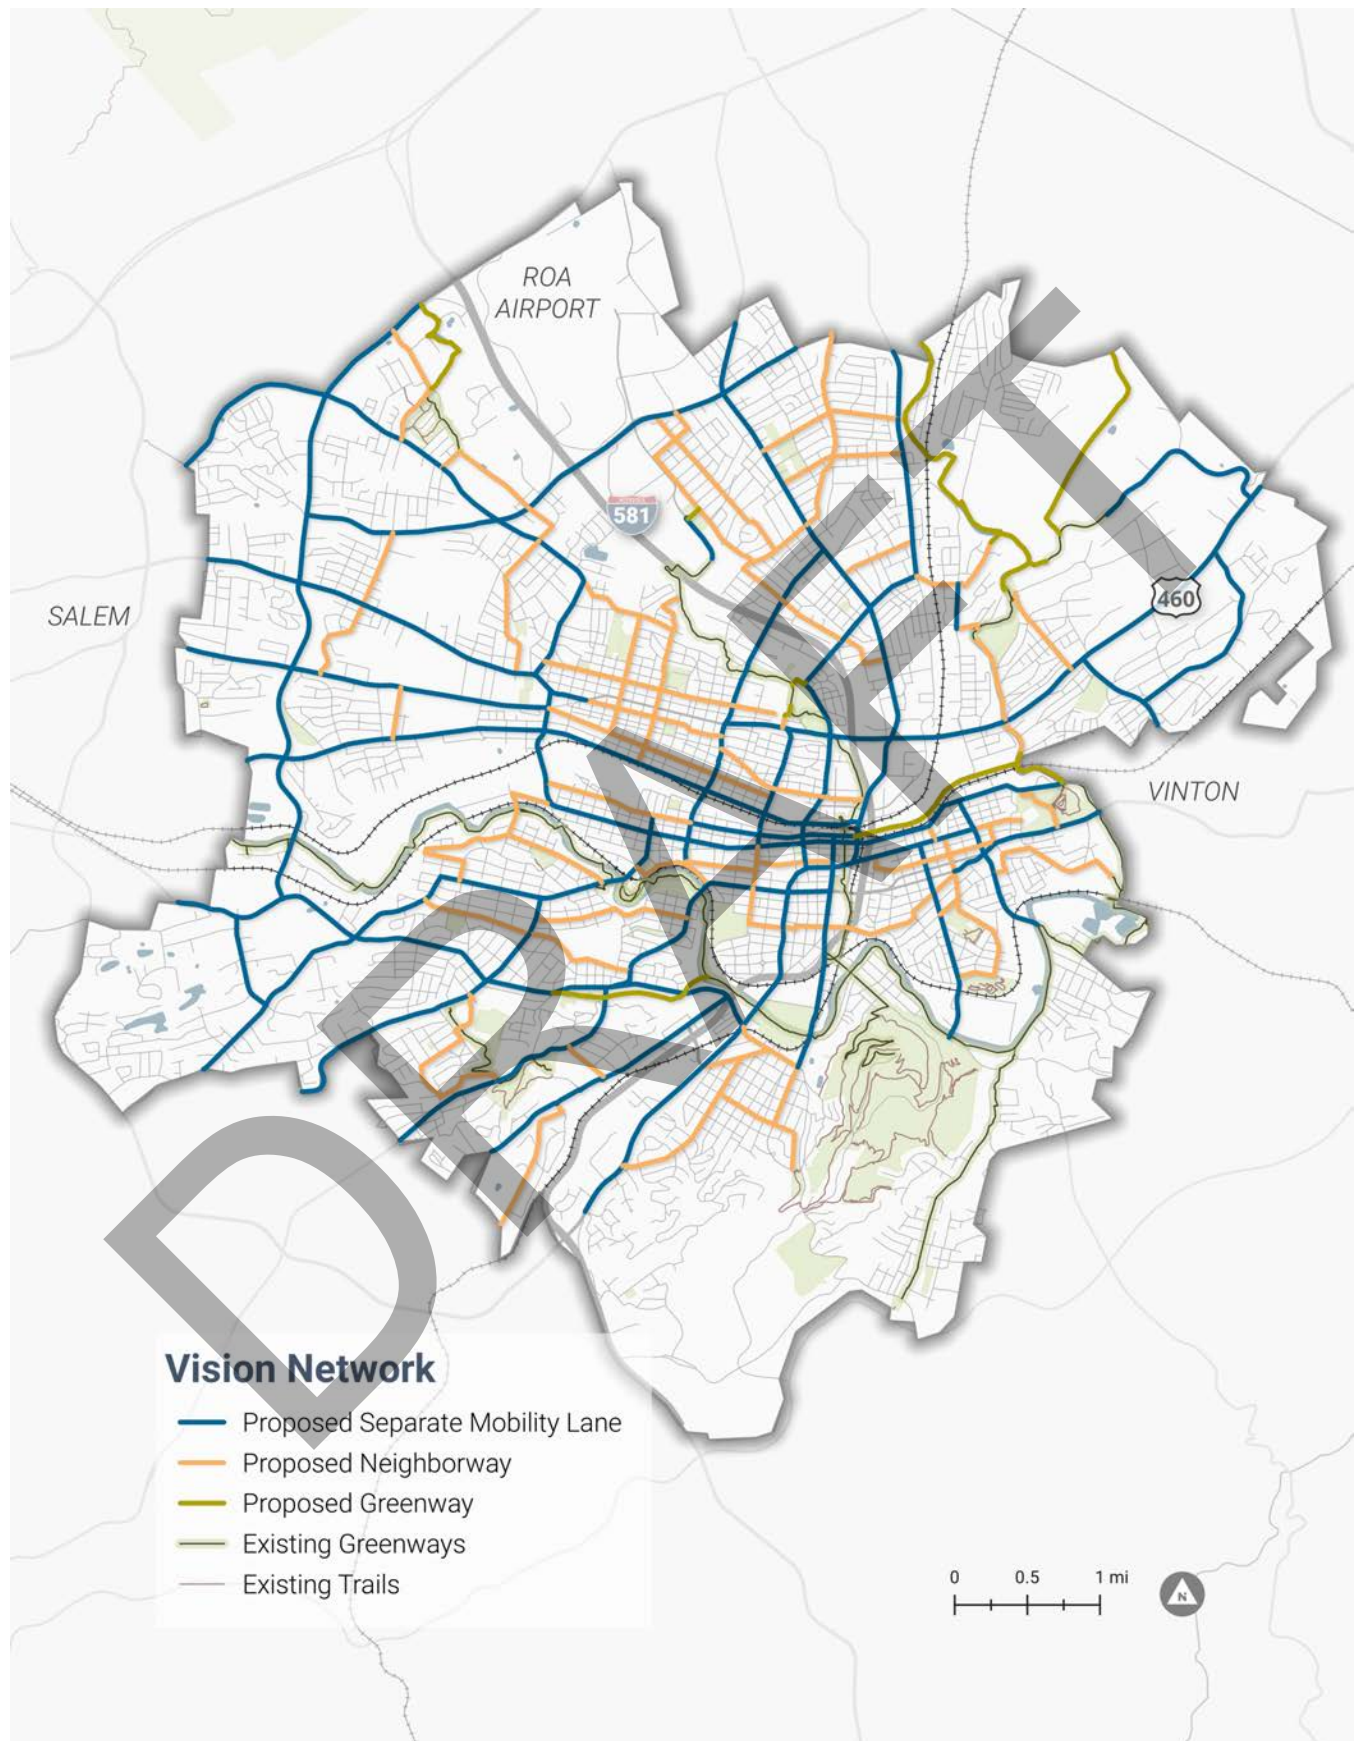 ROA
AIRPORT
581
SALEM
460
VINTON
DRAFT
Vision Network
Proposed Separate Mobility Lane
Proposed Neighborway
Proposed Greenway
Existing Greenways
Existing Trails
0 0.5 1 mi
N